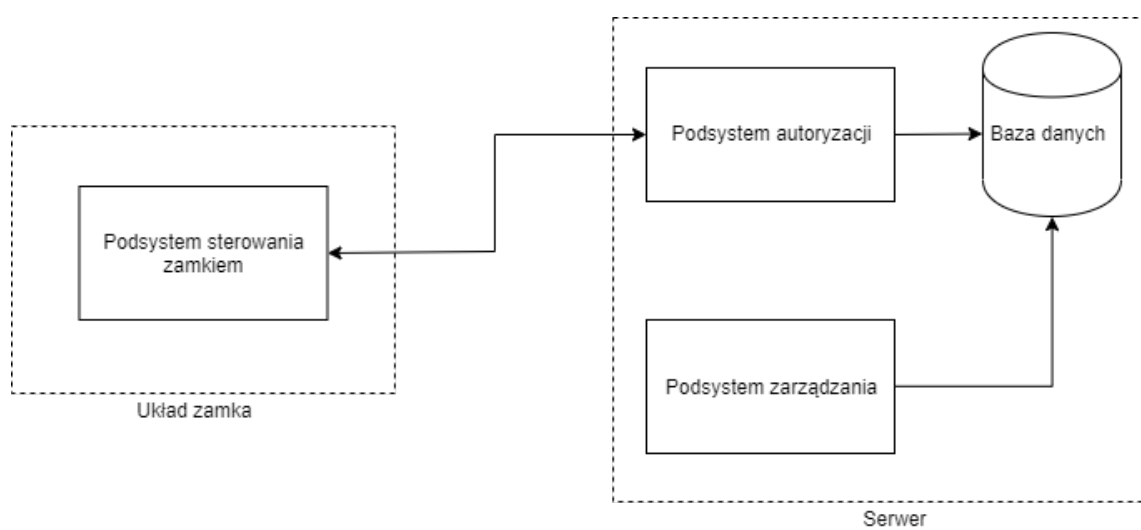 Podsystem autoryzacji
Baza danych
Podsystem sterowania
zamkiem
Podsystem zarządzania
Układ zamka
Serwer